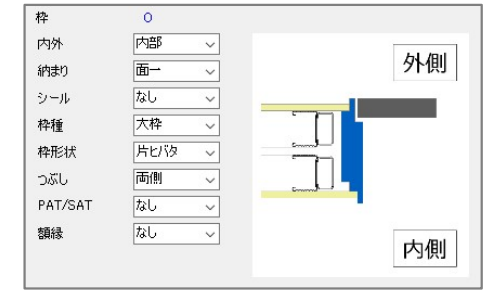 枠 0
内外 内部
納まり 面一
シール なし
枠種 大枠
枠形状 片ヒバタ
つぶし 両側
PAT/SAT なし
額縁 なし
外側
内側